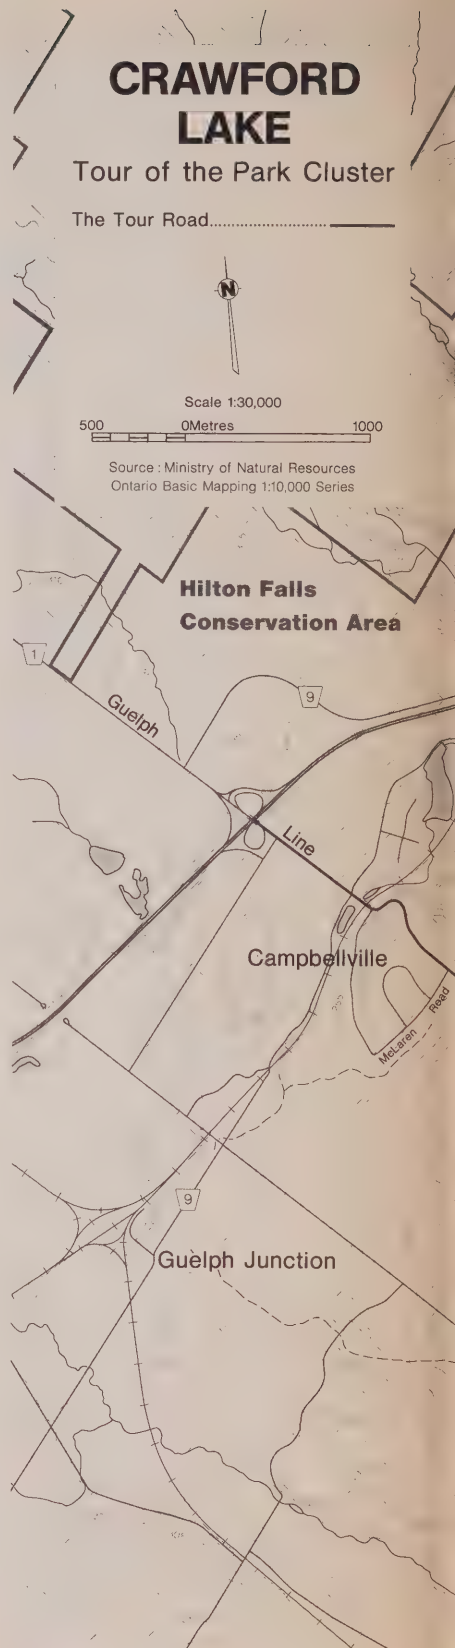 CRAWFORD
LAKE
Tour of the Park Cluster
The Tour Road............................
N
Scale 1:30,000
500 0Metres 1000
Source : Ministry of Natural Resources
Ontario Basic Mapping 1:10,000 Series
Hilton Falls
Conservation Area
1
9
Guelph
Line
Campbellville
McLaren Road
9
Guelph Junction